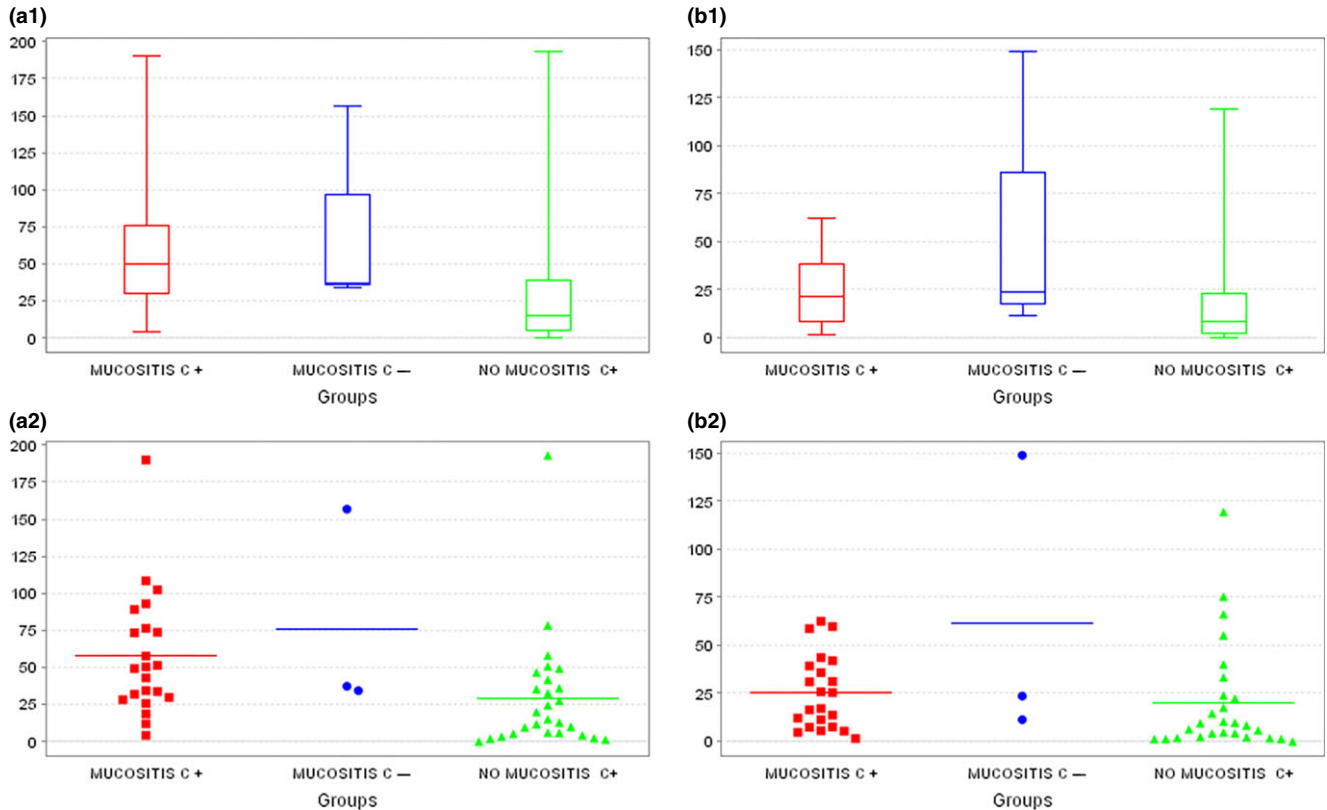 (a1)
200
175
150
125
100
75
50
25
0
MUCOSITIS C + MUCOSITIS C — NO MUCOSITIS C+
Groups
(b1)
150
125
100
75
50
25
0
MUCOSITIS C + MUCOSITIS C — NO MUCOSITIS C+
Groups
(a2)
200
175
150
125
100
75
50
25
0
MUCOSITIS C + MUCOSITIS C — NO MUCOSITIS C+
Groups
(b2)
150
125
100
75
50
25
0
MUCOSITIS C + MUCOSITIS C — NO MUCOSITIS C+
Groups